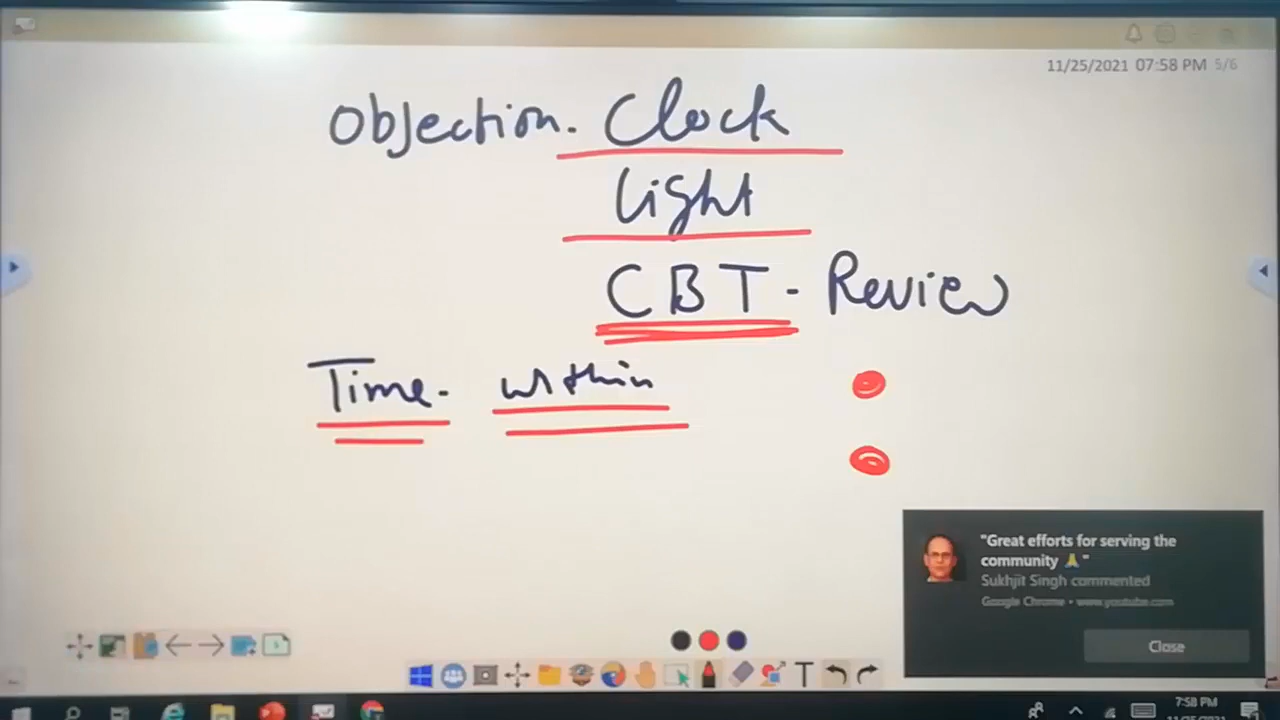 11/25/2021 07:58 PM 5/6
Objection. Clock
Light
CBT - Review
Time - within
"Great efforts for serving the
community 🙏"
Sukhjit Singh commented
Google Chrome • www.youtube.com
Close
T
7:58 PM